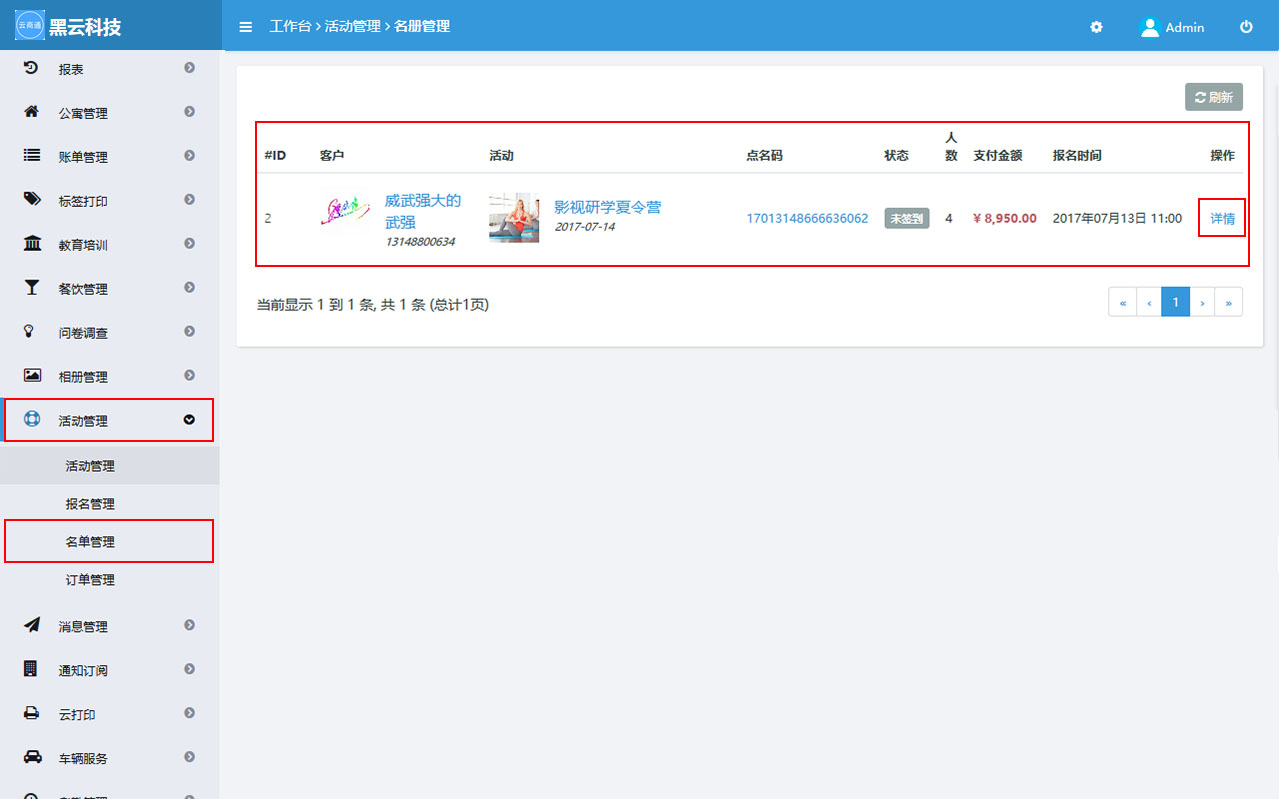 云商通
黑云科技
工作台 › 活动管理 › 名册管理
Admin
报表
公寓管理
账单管理
标签打印
教育培训
餐饮管理
问卷调查
相册管理
活动管理
活动管理
报名管理
名单管理
订单管理
消息管理
通知订阅
云打印
车辆服务
刷新
#ID 客户 活动 点名码 状态 人数 支付金额 报名时间 操作
2 威武强大的 影视研学夏令营 17013148666636062 未签到 4 ¥ 8,950.00 2017年07月13日 11:00 详情
武强 2017-07-14
13148800634
当前显示 1 到 1 条, 共 1 条 (总计1页)
« ‹ 1 › »